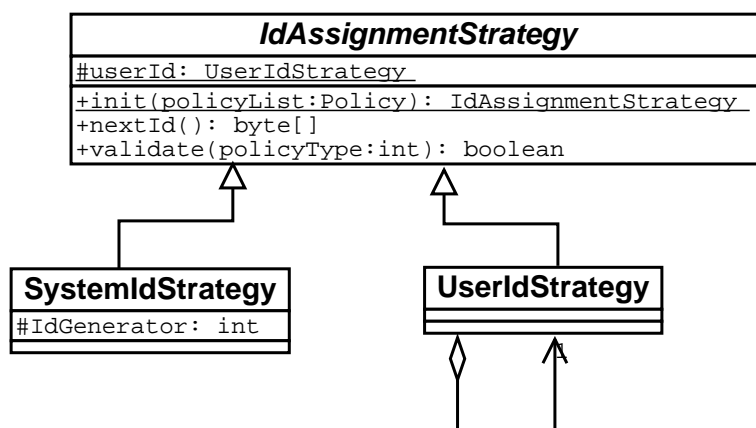 IdAssignmentStrategy
#userId: UserIdStrategy
+init(policyList:Policy): IdAssignmentStrategy
+nextId(): byte[]
+validate(policyType:int): boolean
SystemIdStrategy
#IdGenerator: int
UserIdStrategy
1